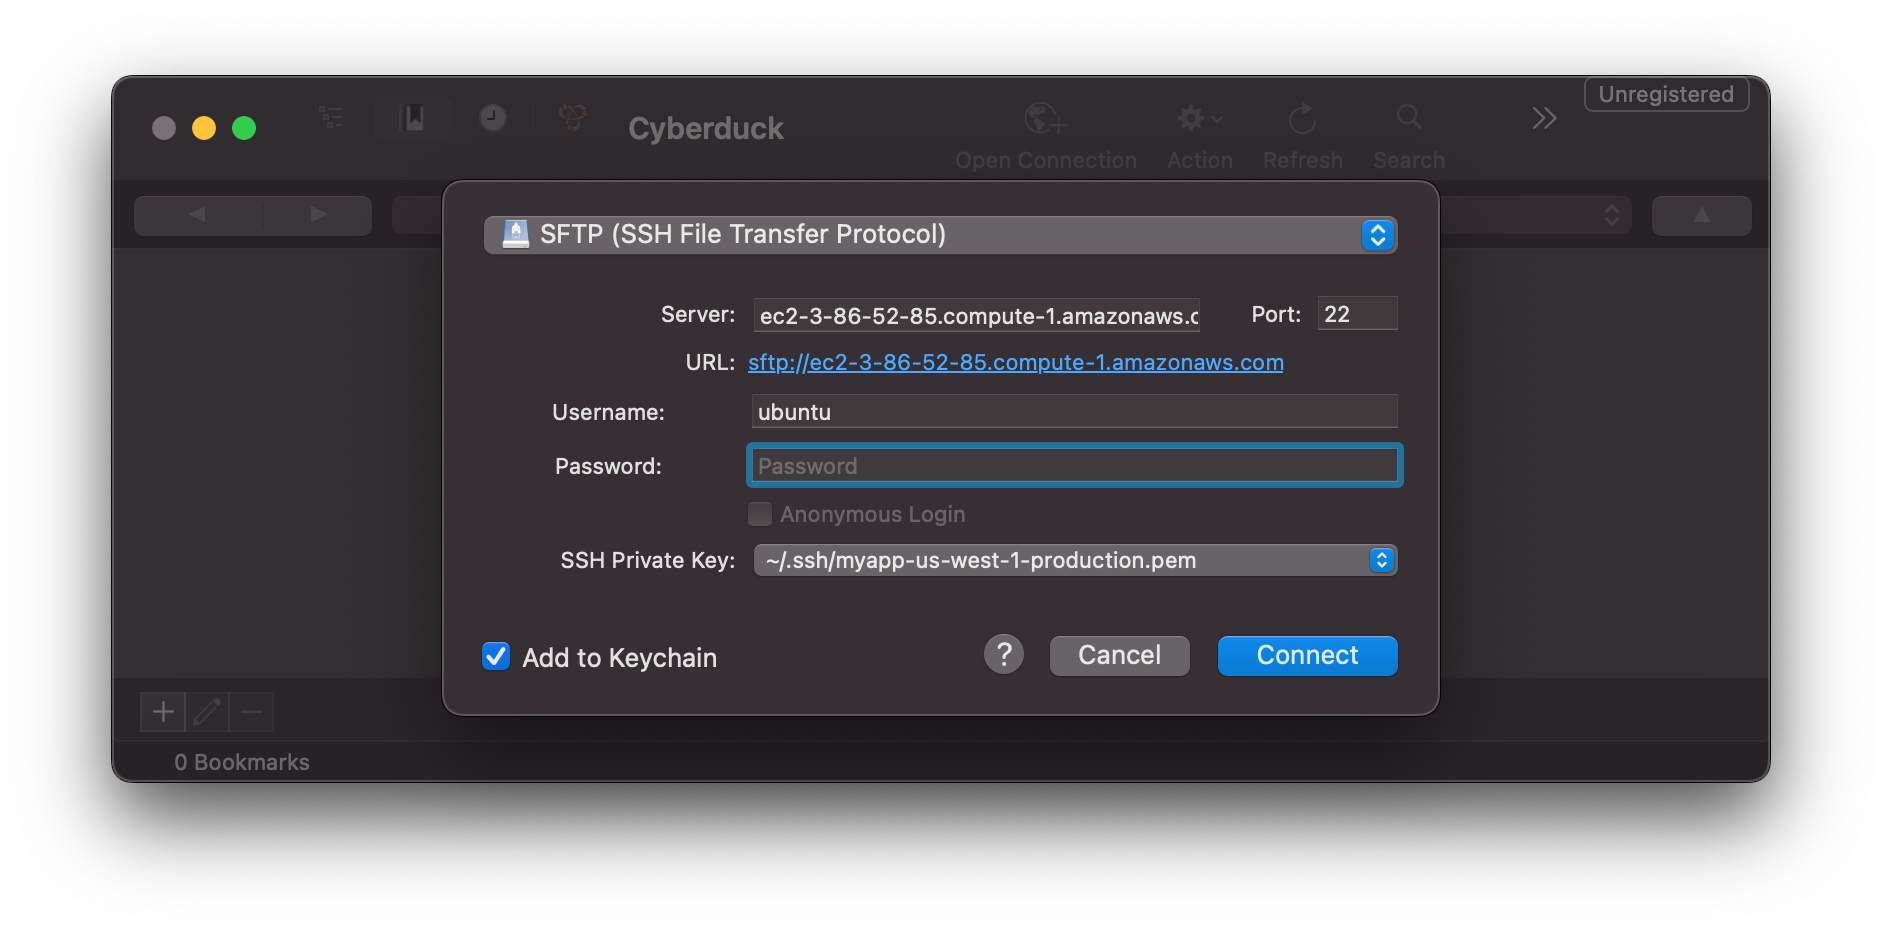 Unregistered
Cyberduck
Open Connection Action Refresh Search
SFTP (SSH File Transfer Protocol)
Server: ec2-3-86-52-85.compute-1.amazonaws.c Port: 22
URL: sftp://ec2-3-86-52-85.compute-1.amazonaws.com
Username: ubuntu
Password: Password
Anonymous Login
SSH Private Key: ~/.ssh/myapp-us-west-1-production.pem
Add to Keychain ? Cancel Connect
0 Bookmarks